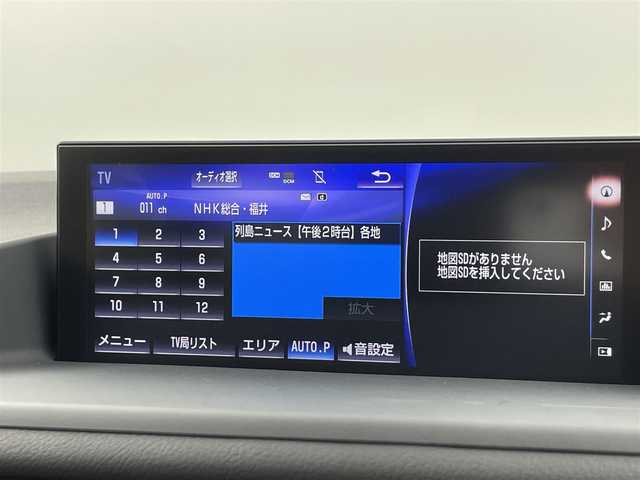 TV
オーディオ選択
DCM
DCM
AUTO.P
1
011 ch
NHK総合・福井
1
2
3
4
5
6
7
8
9
10
11
12
列島ニュース【午後2時台】各地
拡大
メニュー
TV局リスト
エリア
AUTO.P
音設定
地図SDがありません
地図SDを挿入してください